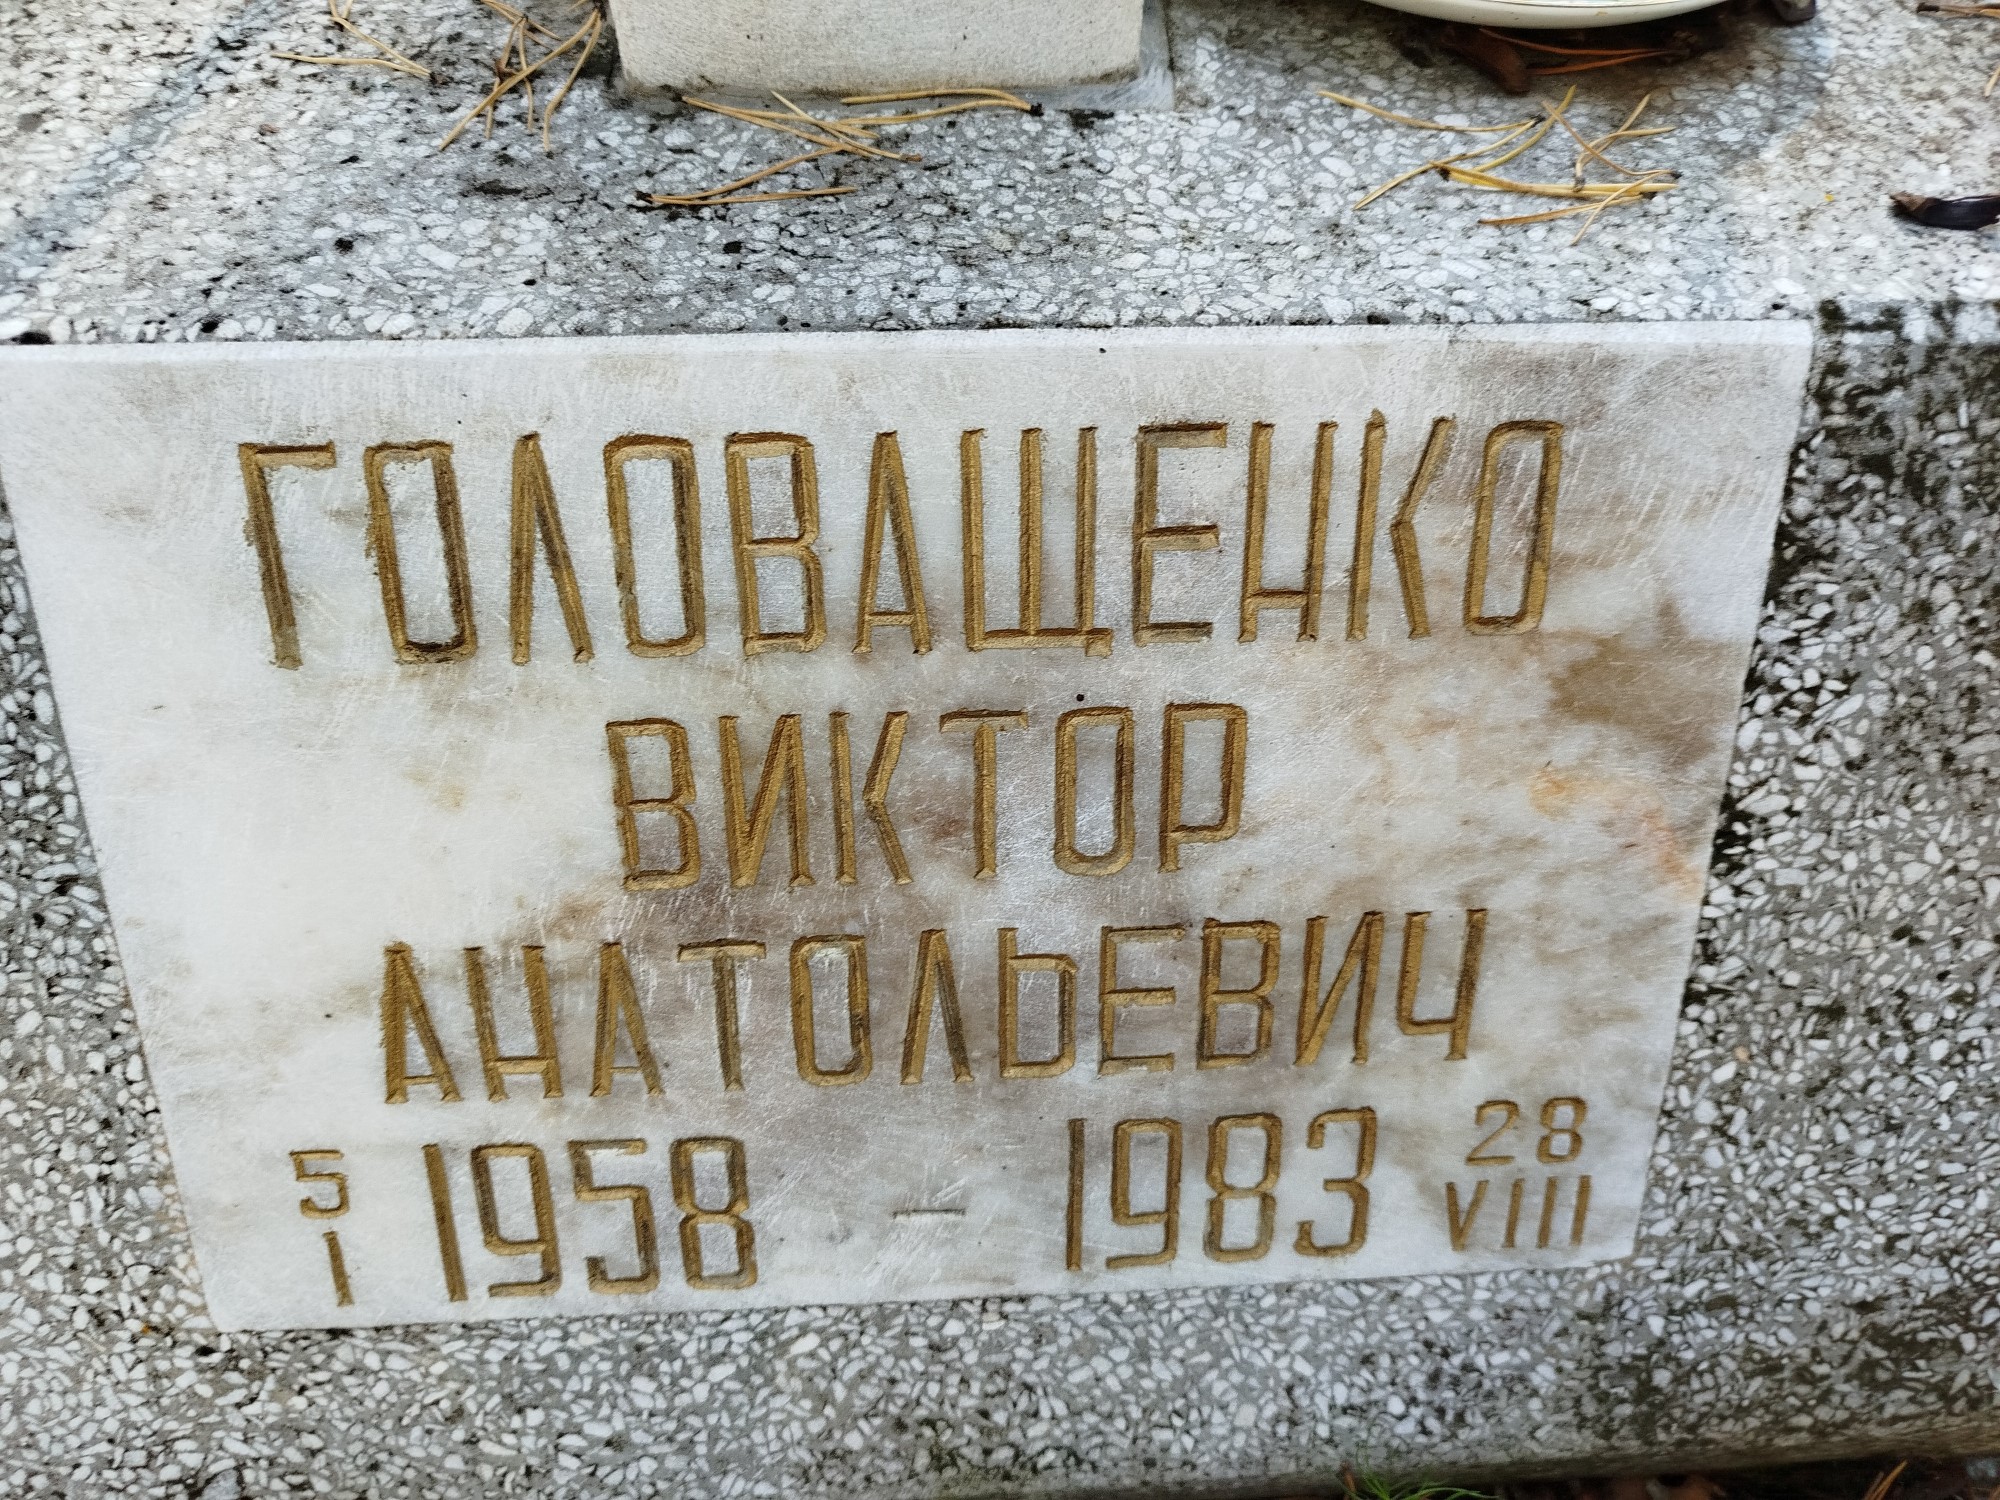 ГОЛОВАЩЕНКО
ВИКТОР
АНАТОЛЬЕВИЧ
5 I 1958 – 1983 28 VIII